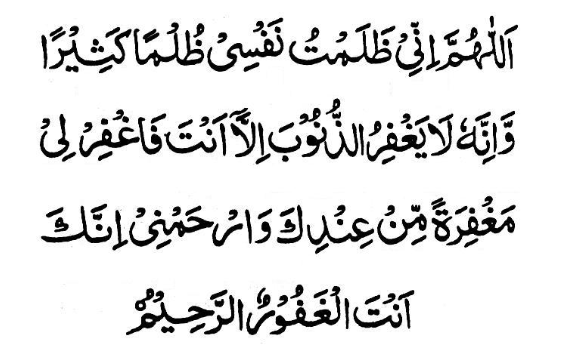 اَللّٰهُمَّ اِنِّیْ ظَلَمْتُ نَفْسِیْ ظُلْمًا كَثِیْرًا
وَّاِنَّهٗ لَا یَغْفِرُ الذُّنُوْبَ اِلَّا اَنْتَ فَاغْفِرْ لِیْ
مَغْفِرَةً مِّنْ عِنْدِكَ وَارْحَمْنِیْ اِنَّكَ
اَنْتَ الْغَفُوْرُ الرَّحِیْمُ